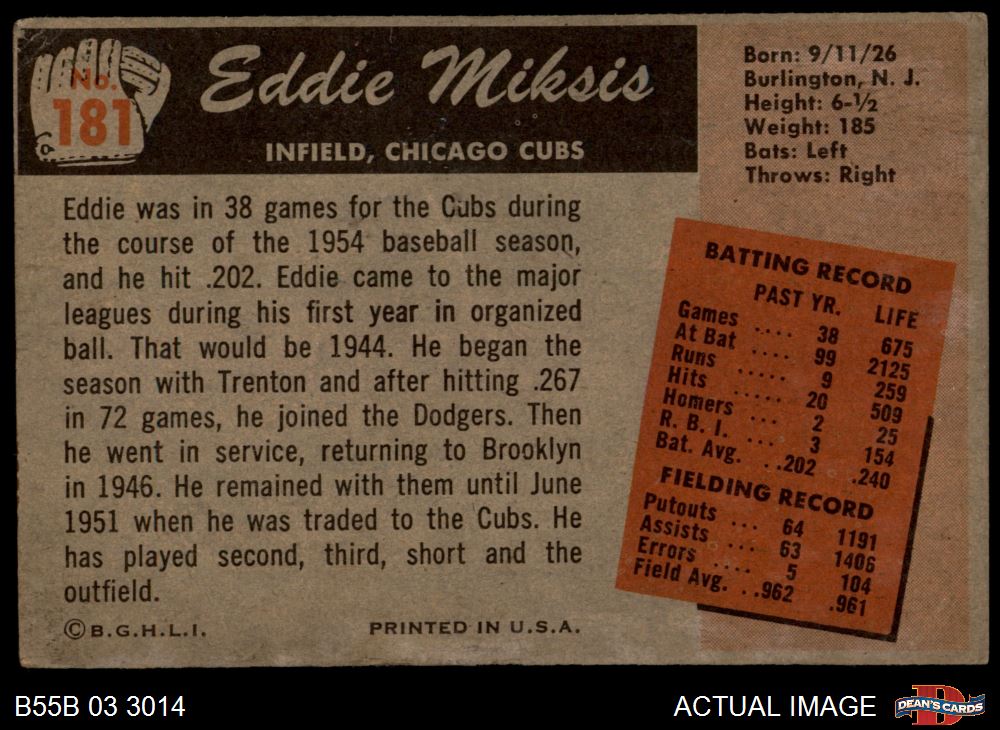 No.
181
Eddie Miksis
INFIELD, CHICAGO CUBS
Born: 9/11/26
Burlington, N. J.
Height: 6-½
Weight: 185
Bats: Left
Throws: Right
Eddie was in 38 games for the Cubs during
the course of the 1954 baseball season,
and he hit .202. Eddie came to the major
leagues during his first year in organized
ball. That would be 1944. He began the
season with Trenton and after hitting .267
in 72 games, he joined the Dodgers. Then
he went in service, returning to Brooklyn
in 1946. He remained with them until June
1951 when he was traded to the Cubs. He
has played second, third, short and the
outfield.
BATTING RECORD
PAST YR. LIFE
Games .... 38 675
At Bat .... 99 2125
Runs ..... 9 259
Hits ..... 20 509
Homers ... 2 25
R. B. I. ... 3 154
Bat. Avg. ..202 .240
FIELDING RECORD
Putouts ... 64 1191
Assists ... 63 1406
Errors .... 5 104
Field Avg. ..962 .961
© B.G.H.L.I. PRINTED IN U.S.A.
B55B 03 3014
ACTUAL IMAGE
D
DEAN'S CARDS